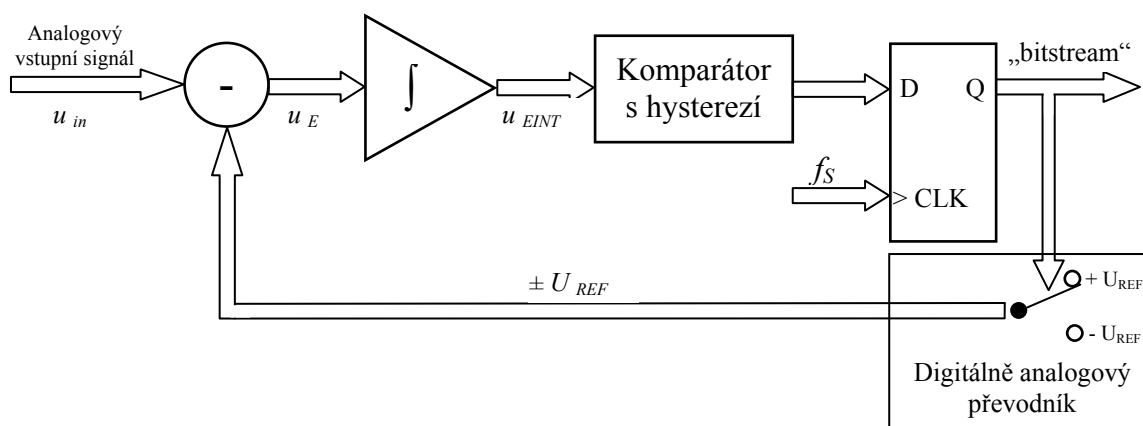 Analogový
vstupní signál
u in
-
u E
∫
u EINT
Komparátor
s hysterezí
D Q
„bitstream“
fS
> CLK
± U REF
+ UREF
- UREF
Digitálně analogový
převodník